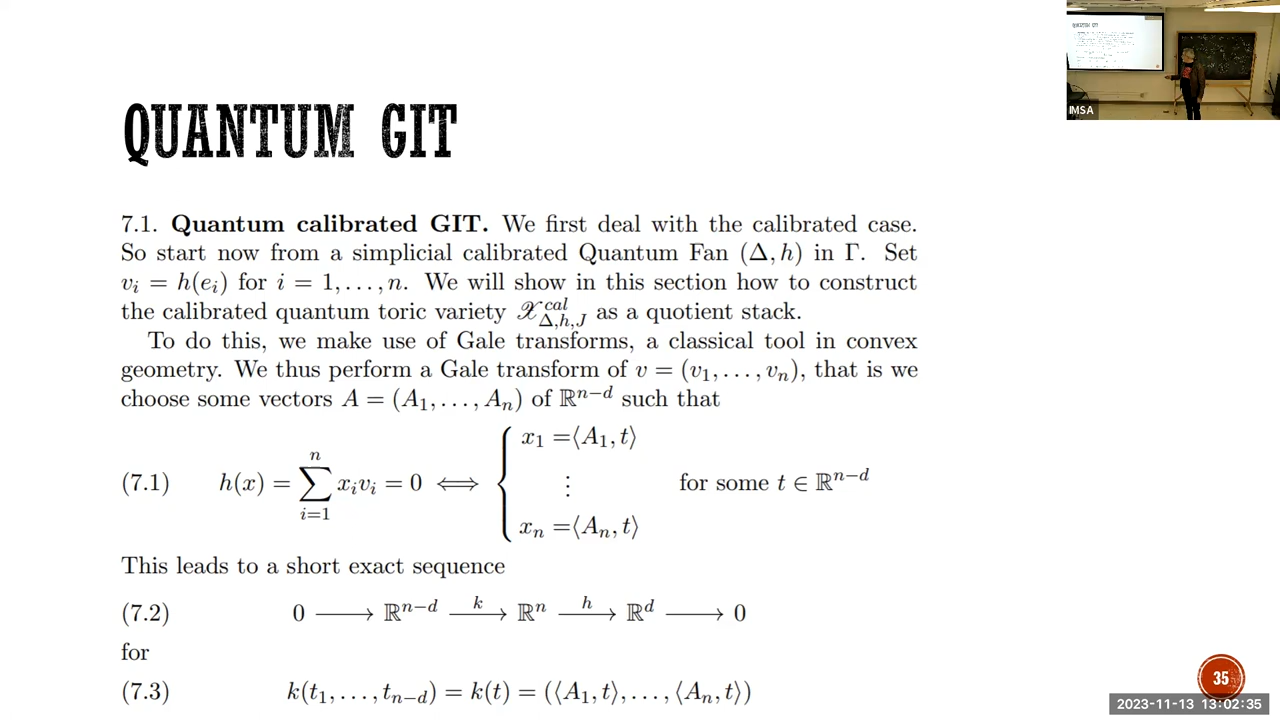 QUANTUM GIT
7.1. Quantum calibrated GIT. We first deal with the calibrated case.
So start now from a simplicial calibrated Quantum Fan (Δ, h) in Γ. Set
v_i = h(e_i) for i = 1, . . . , n. We will show in this section how to construct
the calibrated quantum toric variety 𝒳^{cal}_{Δ,h,J} as a quotient stack.
To do this, we make use of Gale transforms, a classical tool in convex
geometry. We thus perform a Gale transform of v = (v_1, . . . , v_n), that is we
choose some vectors A = (A_1, . . . , A_n) of ℝ^{n−d} such that
(7.1) h(x) = ∑_{i=1}^{n} x_i v_i = 0 ⟺ { x_1 = ⟨A_1, t⟩ ⋮ x_n = ⟨A_n, t⟩ for some t ∈ ℝ^{n−d}
This leads to a short exact sequence
(7.2) 0 ⟶ ℝ^{n−d} ⟶^{k} ℝ^n ⟶^{h} ℝ^d ⟶ 0
for
(7.3) k(t_1, . . . , t_{n−d}) = k(t) = (⟨A_1, t⟩, . . . , ⟨A_n, t⟩)
35
2023-11-13 13:02:35
IMSA
QUANTUM GIT